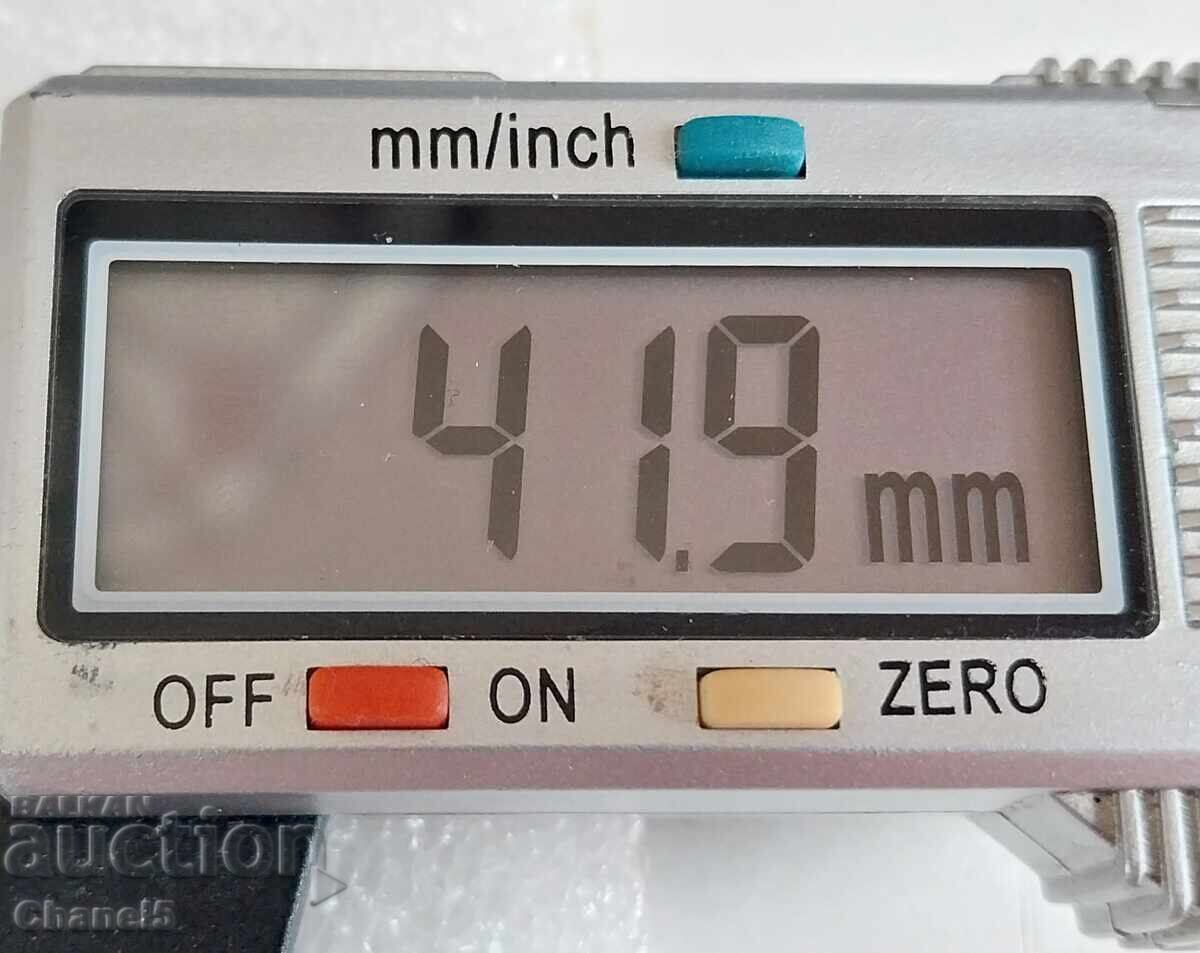 mm/inch
41.9 mm
OFF ON ZERO
BALKAN
auction
Chanel5